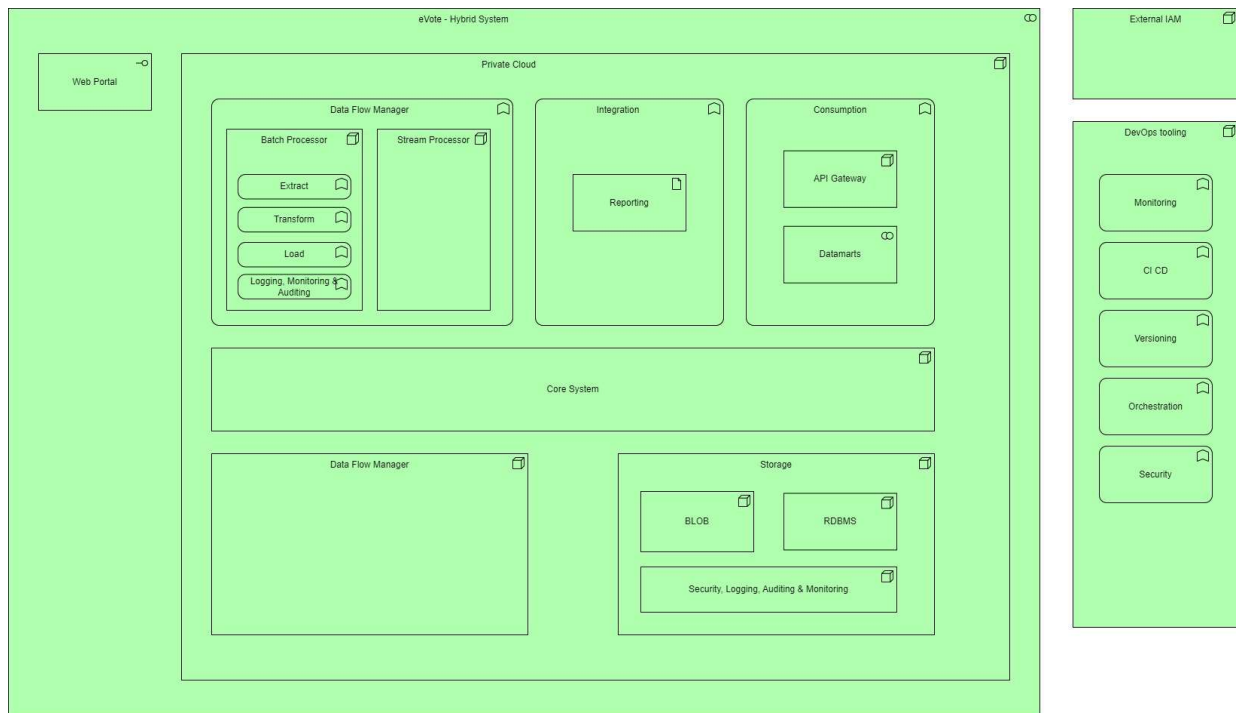 eVote - Hybrid System
External IAM
Web Portal
Private Cloud
Data Flow Manager
Integration
Consumption
Batch Processor
Stream Processor
Extract
Transform
Load
Logging, Monitoring &
Auditing
Reporting
API Gateway
Datamarts
Core System
Data Flow Manager
Storage
BLOB
RDBMS
Security, Logging, Auditing & Monitoring
DevOps tooling
Monitoring
CI CD
Versioning
Orchestration
Security